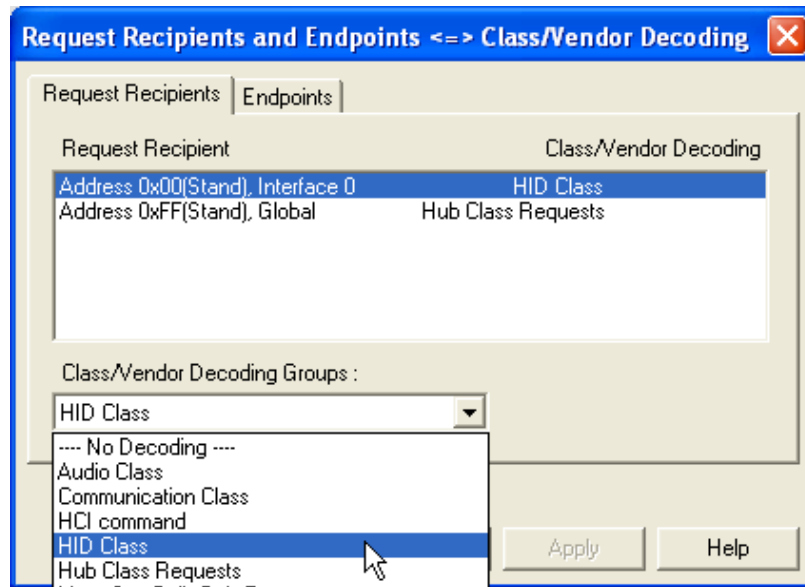 Request Recipients and Endpoints <=> Class/Vendor Decoding
Request Recipients Endpoints
Request Recipient Class/Vendor Decoding
Address 0x00(Stand), Interface 0 HID Class
Address 0xFF(Stand), Global Hub Class Requests
Class/Vendor Decoding Groups :
HID Class
---- No Decoding ----
Audio Class
Communication Class
HCI command
HID Class
Apply Help
Hub Class Requests